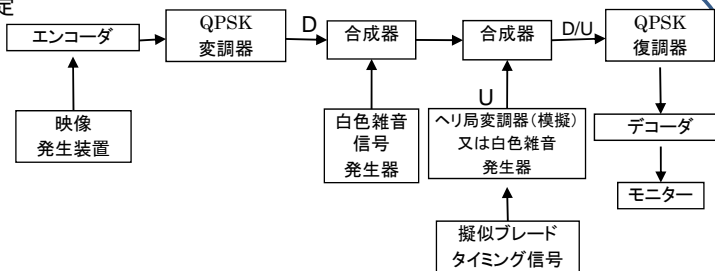 定
エンコーダ
QPSK
変調器
D
合成器
合成器
D/U
QPSK
復調器
映像
発生装置
白色雑音
信号
発生器
U
ヘリ局変調器(模擬)
又は白色雑音
発生器
デコーダ
モニター
擬似ブレード
タイミング信号